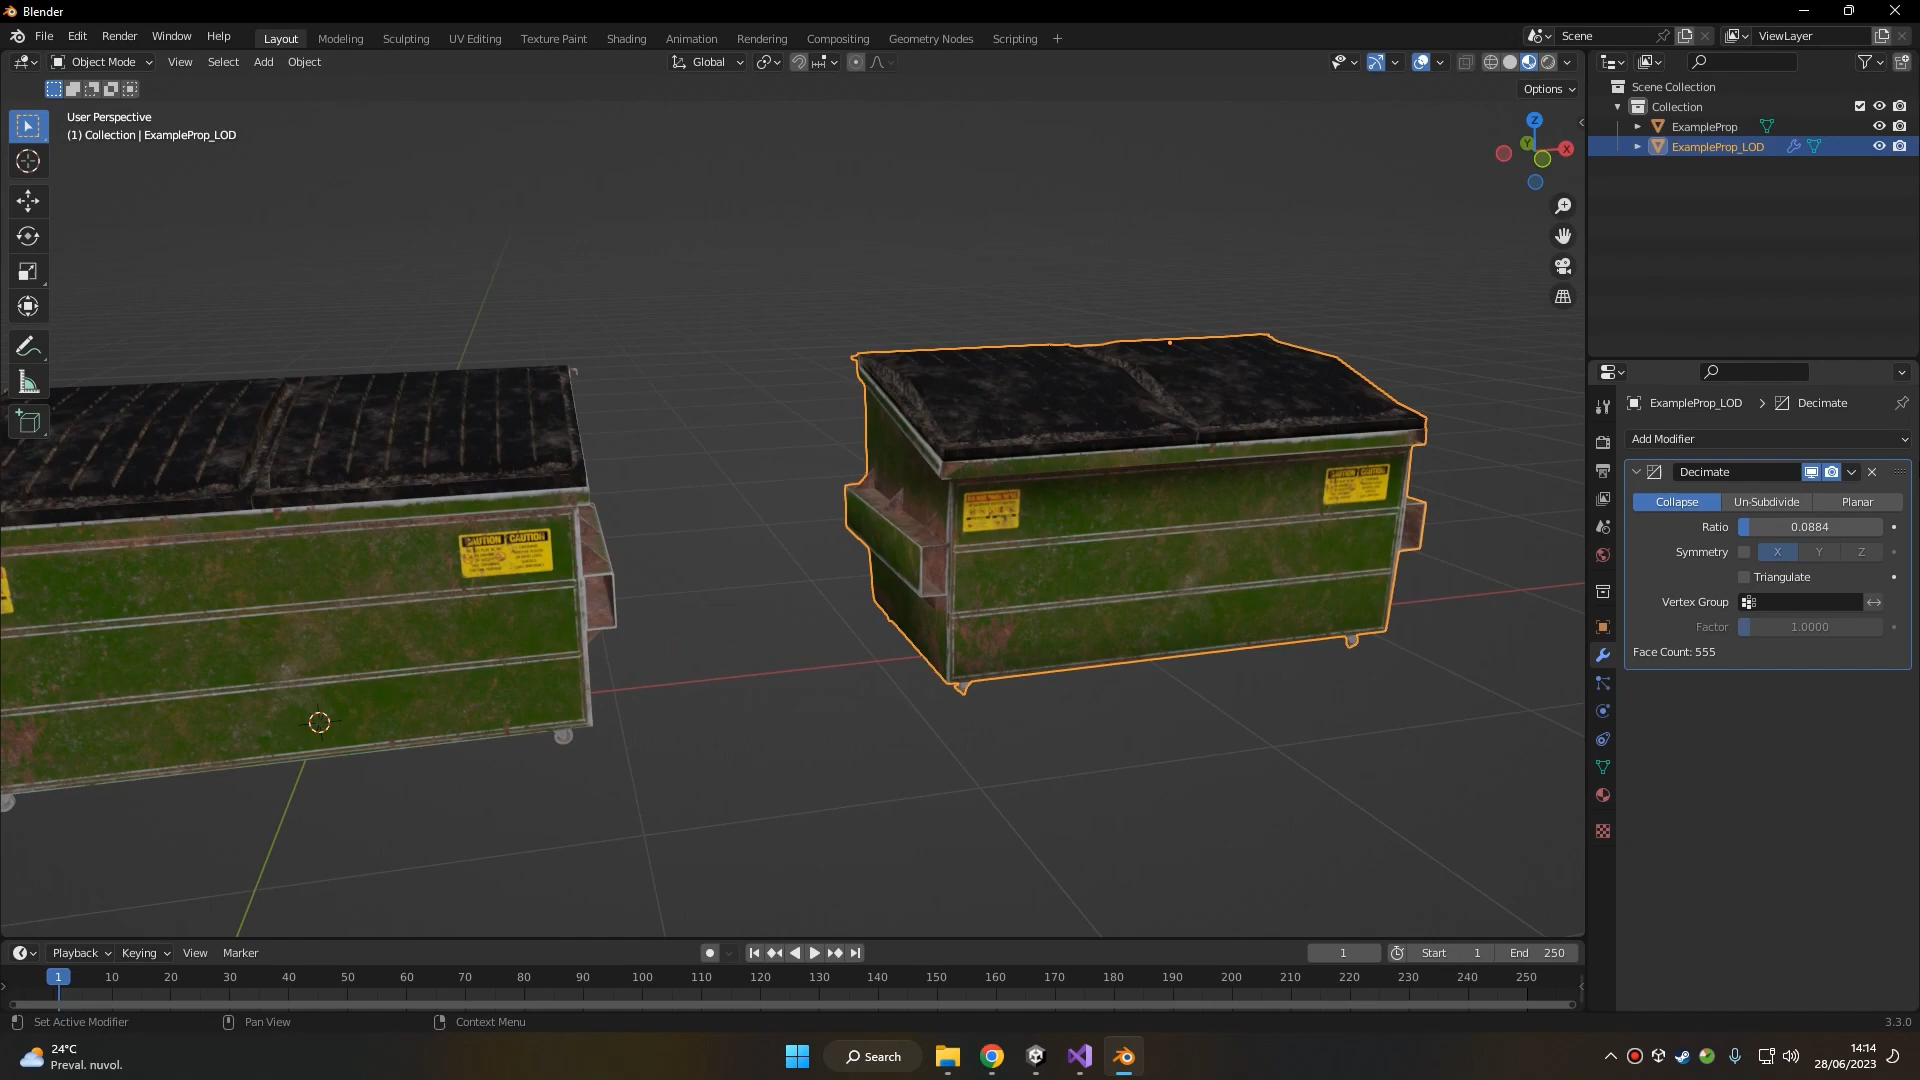 Blender
File Edit Render Window Help
Layout Modeling Sculpting UV Editing Texture Paint Shading Animation Rendering Compositing Geometry Nodes Scripting +
Scene
ViewLayer
Object Mode View Select Add Object
Global
Options
User Perspective
(1) Collection | ExampleProp_LOD
Z
Y
X
Scene Collection
Collection
ExampleProp
ExampleProp_LOD
ExampleProp_LOD > Decimate
Add Modifier
Decimate
Collapse Un-Subdivide Planar
Ratio 0.0884
Symmetry X Y Z
Triangulate
Vertex Group
Factor 1.0000
Face Count: 555
CAUTION CAUTION
CAUTION CAUTION
Playback Keying View Marker
1 Start 1 End 250
1 10 20 30 40 50 60 70 80 90 100 110 120 130 140 150 160 170 180 190 200 210 220 230 240 250
Set Active Modifier Pan View Context Menu
3.3.0
24°C
Preval. nuvol.
Search
14:14
28/06/2023